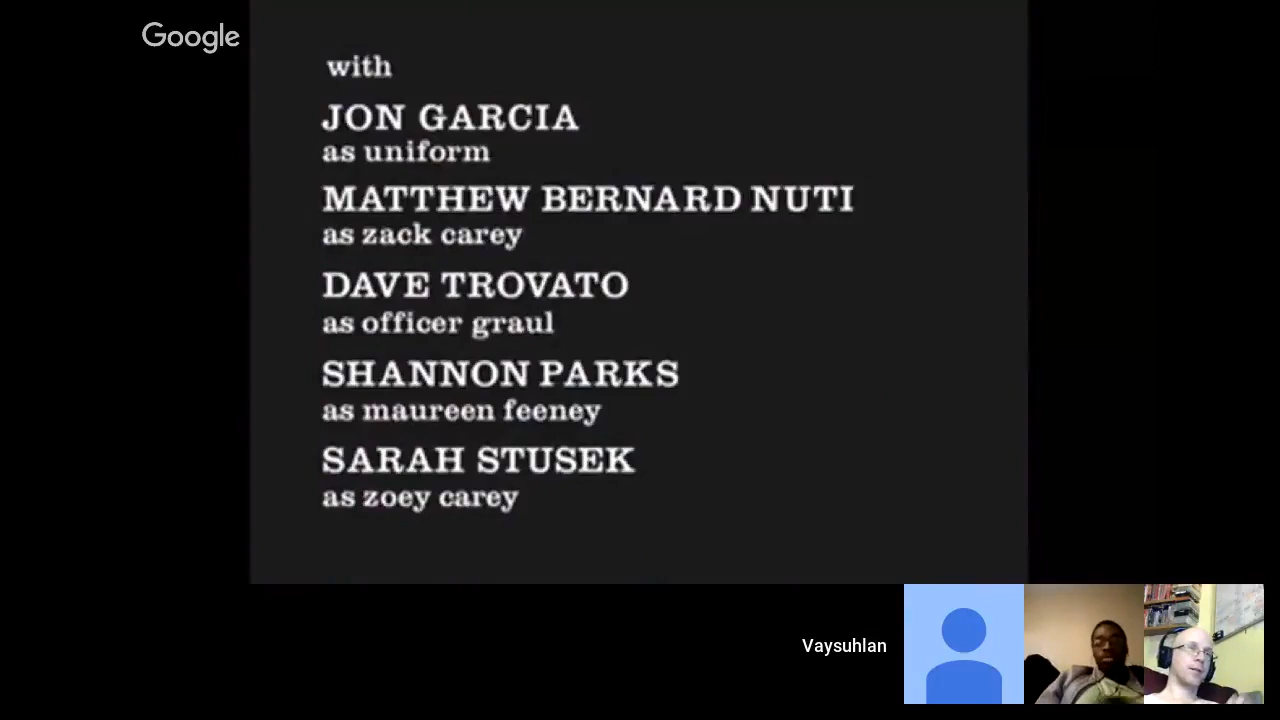 Google
with
JON GARCIA
as uniform
MATTHEW BERNARD NUTI
as zack carey
DAVE TROVATO
as officer graul
SHANNON PARKS
as maureen feeney
SARAH STUSEK
as zoey carey
Vaysuhlan